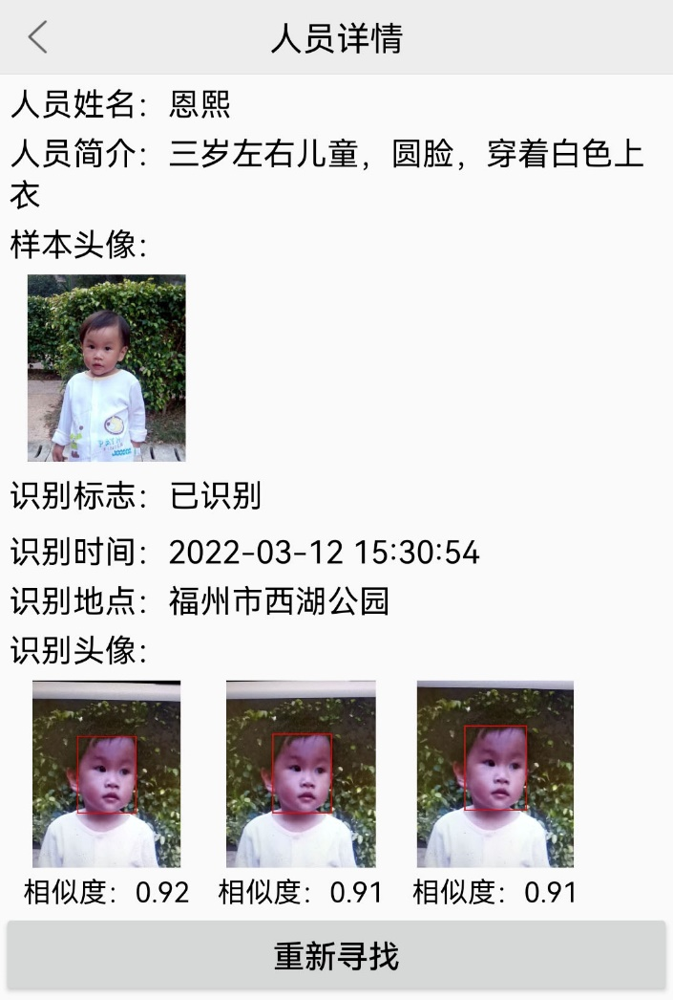 人员详情
人员姓名：恩熙
人员简介：三岁左右儿童，圆脸，穿着白色上
衣
样本头像：
识别标志：已识别
识别时间：2022-03-12 15:30:54
识别地点：福州市西湖公园
识别头像：
相似度：0.92 相似度：0.91 相似度：0.91
重新寻找